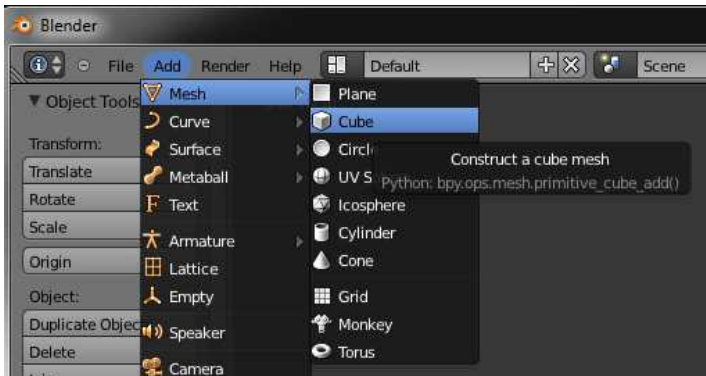 Blender
File Add Render Help Default Scene
Object Tools
Transform:
Translate
Rotate
Scale
Origin
Object:
Duplicate Objec
Delete
Mesh
Curve
Surface
Metaball
Text
Armature
Lattice
Empty
Speaker
Camera
Plane
Cube
Circl
UV S
Icosphere
Cylinder
Cone
Grid
Monkey
Torus
Construct a cube mesh
Python: bpy.ops.mesh.primitive_cube_add()